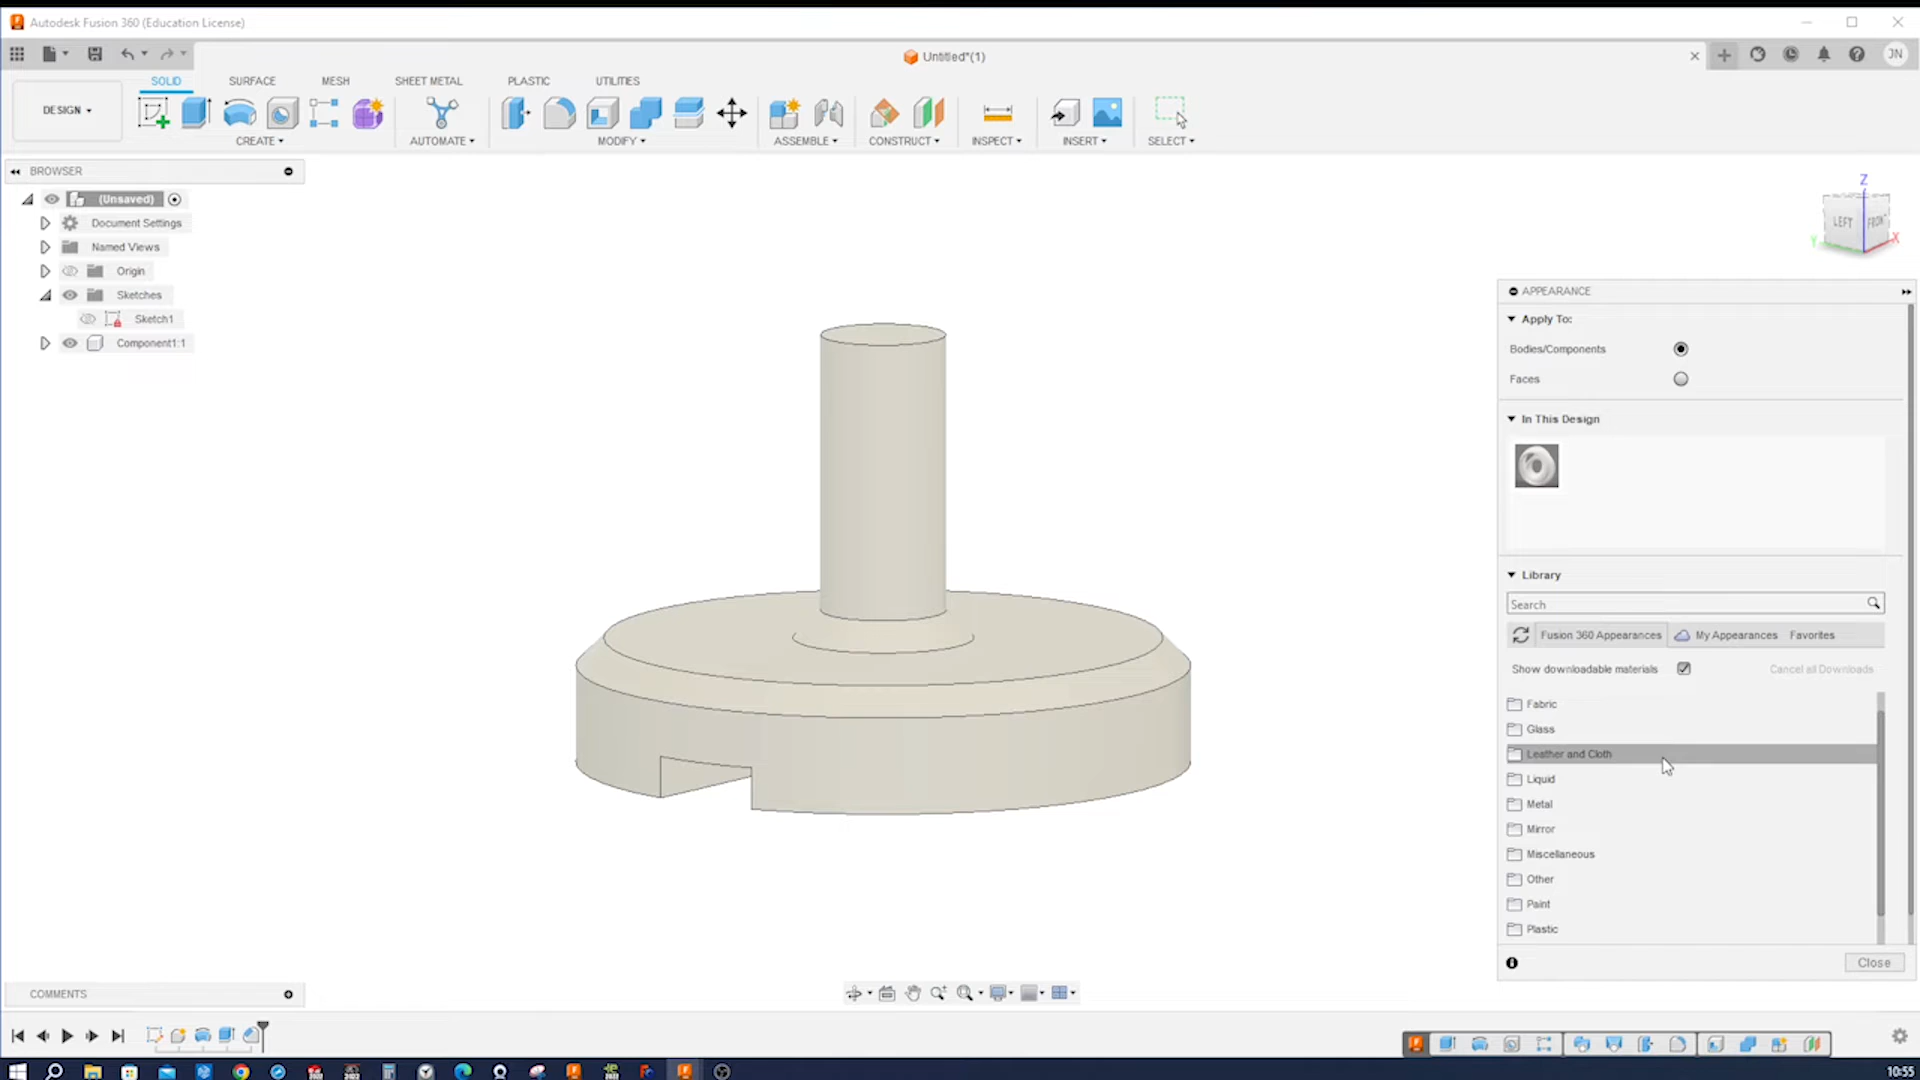 Autodesk Fusion 360 (Education License)
Untitled*(1)
JN
SOLID
SURFACE
MESH
SHEET METAL
PLASTIC
UTILITIES
DESIGN
CREATE
AUTOMATE
MODIFY
ASSEMBLE
CONSTRUCT
INSPECT
INSERT
SELECT
BROWSER
(Unsaved)
Document Settings
Named Views
Origin
Sketches
Sketch1
Component1:1
Z
LEFT
FRONT
Y
X
APPEARANCE
Apply To:
Bodies/Components
Faces
In This Design
Library
Search
Fusion 360 Appearances
My Appearances
Favorites
Show downloadable materials
Cancel all Downloads
Fabric
Glass
Leather and Cloth
Liquid
Metal
Mirror
Miscellaneous
Other
Paint
Plastic
Close
COMMENTS
10:55